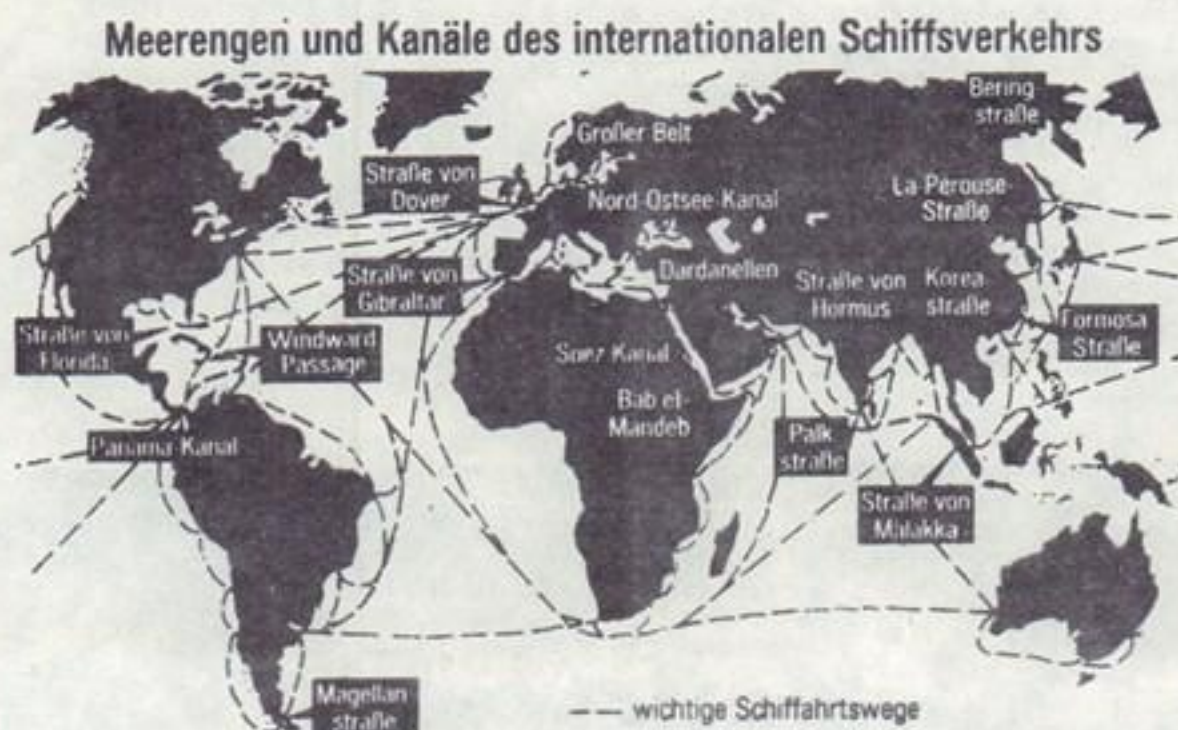 Meerengen und Kanäle des internationalen Schiffsverkehrs
Bering
straße
Großer Belt
Straße von
Dover
La-Pérouse-
Straße
Nord-Ostsee-Kanal
Dardanellen
Straße von
Gibraltar
Straße von
Hormus
Korea
straße
Straße von
Florida
Windward
Passage
Formosa
Straße
Suez Kanal
Bab el-
Mandeb
Panama-Kanal
Palk
straße
Straße von
Malakka
Magellan
straße
wichtige Schiffahrtswege